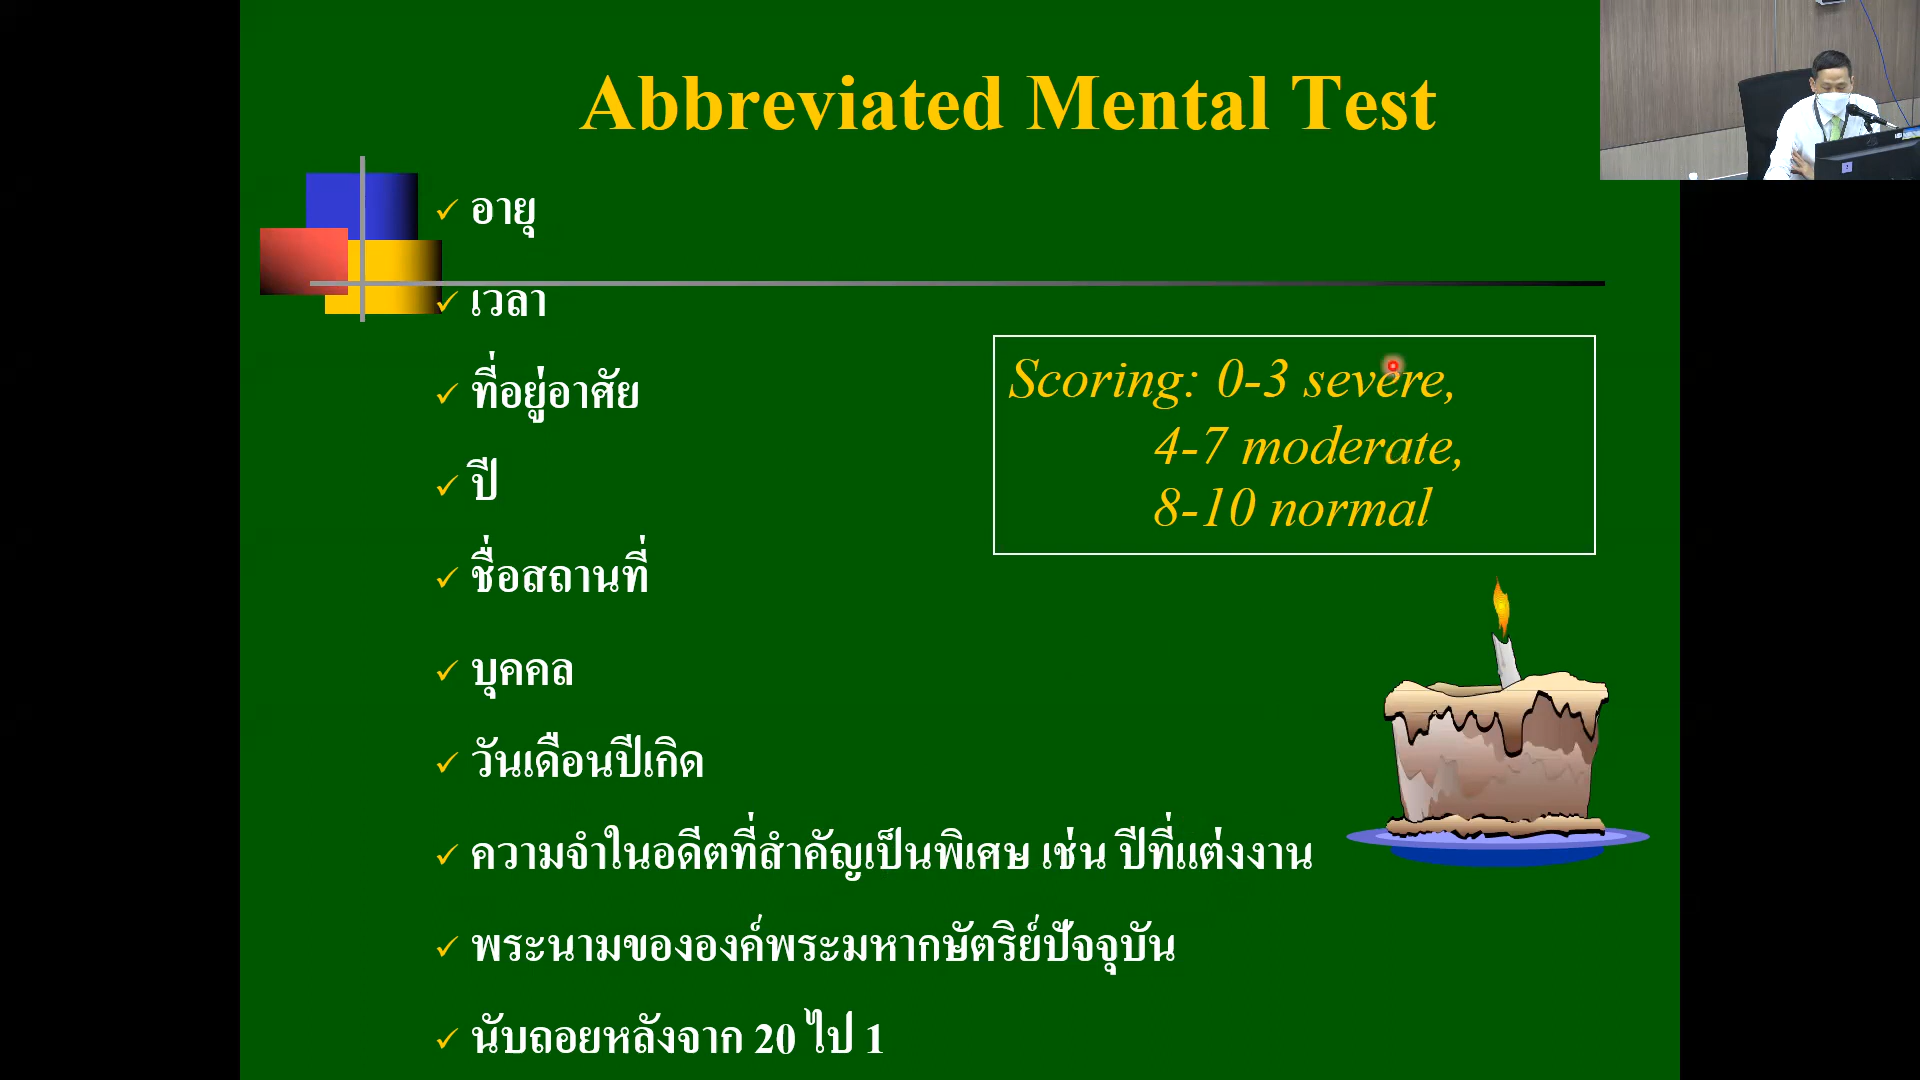 Abbreviated Mental Test
✓ อายุ
✓ เวลา
✓ ที่อยู่อาศัย
✓ ปี
✓ ชื่อสถานที่
✓ บุคคล
✓ วันเดือนปีเกิด
✓ ความจำในอดีตที่สำคัญเป็นพิเศษ เช่น ปีที่แต่งงาน
✓ พระนามขององค์พระมหากษัตริย์ปัจจุบัน
✓ นับถอยหลังจาก 20 ไป 1
Scoring: 0-3 severe,
4-7 moderate,
8-10 normal